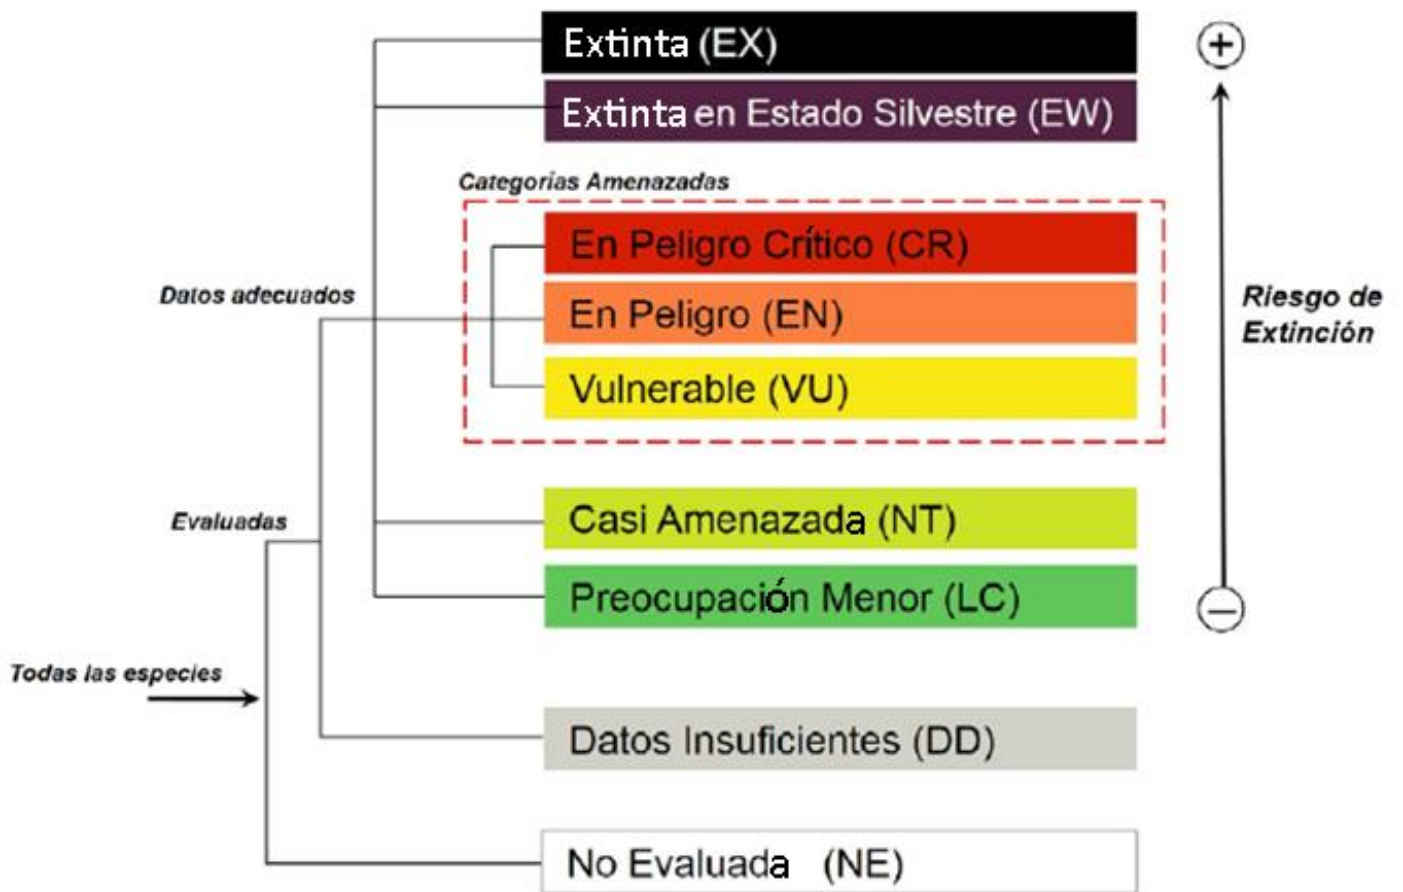 Extinta (EX)
Extinta en Estado Silvestre (EW)
Categorías Amenazadas
En Peligro Crítico (CR)
Datos adecuados
En Peligro (EN)
Riesgo de
Extinción
Vulnerable (VU)
Evaluadas
Casi Amenazada (NT)
Preocupación Menor (LC)
Todas las especies
Datos Insuficientes (DD)
No Evaluada (NE)